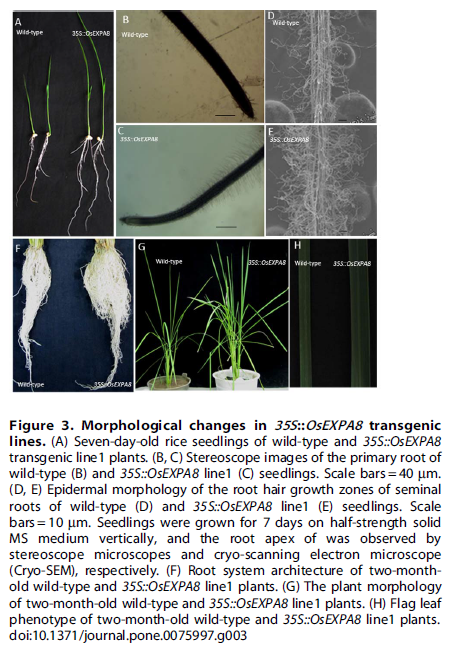 A
Wild-type
35S::OsEXPA8
B
Wild-type
C
35S::OsEXPA8
D
Wild-type
E
35S::OsEXPA8
F
Wild-type
35S::OsEXPA8
G
Wild-type
35S::OsEXPA8
H
Wild-type
35S::OsEXPA8
Figure 3. Morphological changes in 35S::OsEXPA8 transgenic
lines. (A) Seven-day-old rice seedlings of wild-type and 35S::OsEXPA8
transgenic line1 plants. (B, C) Stereoscope images of the primary root of
wild-type (B) and 35S::OsEXPA8 line1 (C) seedlings. Scale bars = 40 μm.
(D, E) Epidermal morphology of the root hair growth zones of seminal
roots of wild-type (D) and 35S::OsEXPA8 line1 (E) seedlings. Scale
bars = 10 μm. Seedlings were grown for 7 days on half-strength solid
MS medium vertically, and the root apex of was observed by
stereoscope microscopes and cryo-scanning electron microscope
(Cryo-SEM), respectively. (F) Root system architecture of two-month-
old wild-type and 35S::OsEXPA8 line1 plants. (G) The plant morphology
of two-month-old wild-type and 35S::OsEXPA8 line1 plants. (H) Flag leaf
phenotype of two-month-old wild-type and 35S::OsEXPA8 line1 plants.
doi:10.1371/journal.pone.0075997.g003